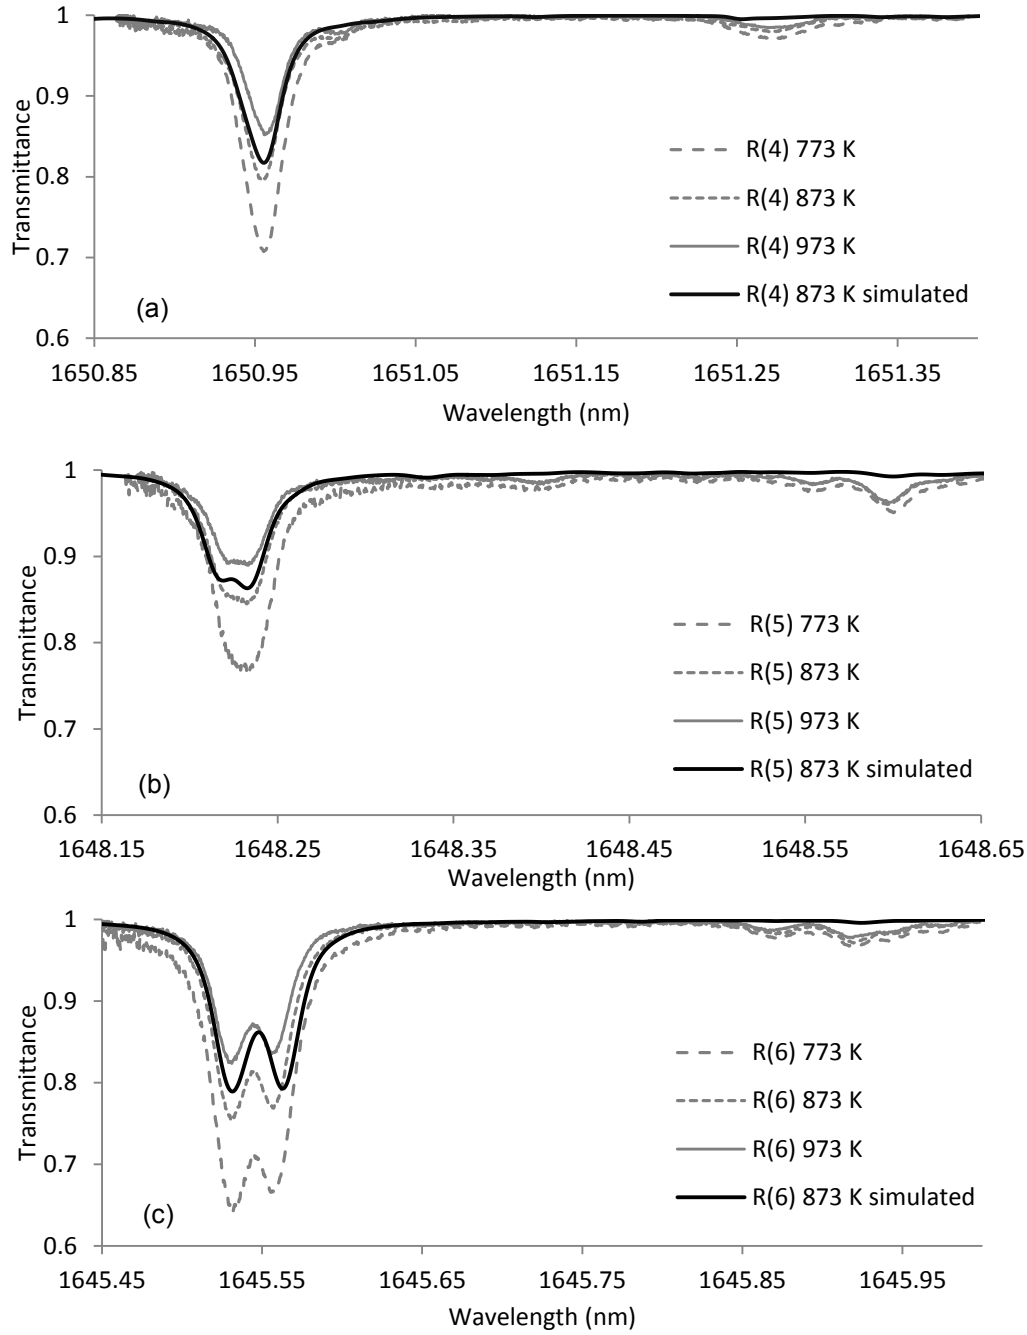 1
0.9
0.8
0.7
0.6
Transmittance
R(4) 773 K
R(4) 873 K
R(4) 973 K
R(4) 873 K simulated
(a)
1650.85 1650.95 1651.05 1651.15 1651.25 1651.35
Wavelength (nm)
1
0.9
0.8
0.7
0.6
Transmittance
R(5) 773 K
R(5) 873 K
R(5) 973 K
R(5) 873 K simulated
(b)
1648.15 1648.25 1648.35 1648.45 1648.55 1648.65
Wavelength (nm)
1
0.9
0.8
0.7
0.6
Transmittance
R(6) 773 K
R(6) 873 K
R(6) 973 K
R(6) 873 K simulated
(c)
1645.45 1645.55 1645.65 1645.75 1645.85 1645.95
Wavelength (nm)